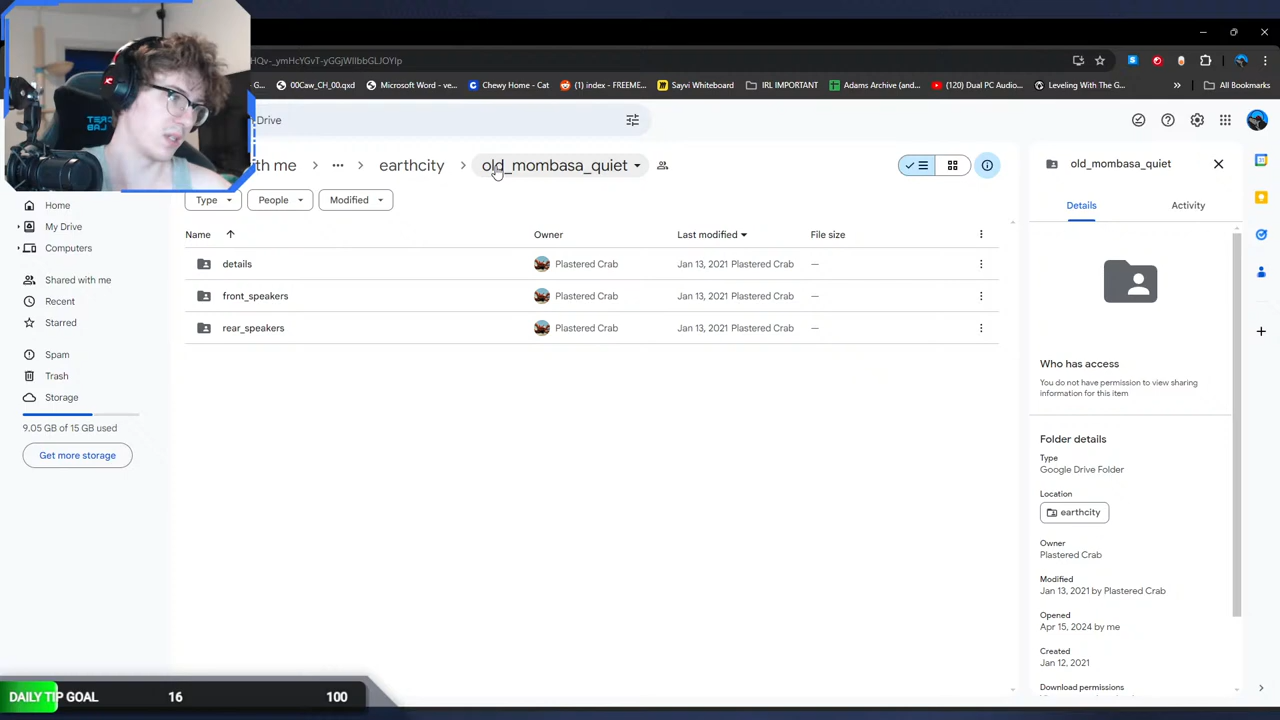 HQv-_ymHcYGvT-yGGjWIIbbGLJOYIp
00Caw_CH_00.qxd
Microsoft Word - ve...
Chewy Home - Cat
(120) r/index - FREEME...
Sayvi Whiteboard
IRL IMPORTANT
Adams Archive
(120) Dual PC Audio...
Leveling With The G...
All Bookmarks
Drive
th me
earthcity
old_mombasa_quiet
Type
People
Modified
Home
My Drive
Computers
Shared with me
Recent
Starred
Spam
Trash
Storage
9.05 GB of 15 GB used
Get more storage
Name
Owner
Last modified
File size
details
Plastered Crab
Jan 13, 2021 Plastered Crab
—
front_speakers
Plastered Crab
Jan 13, 2021 Plastered Crab
—
rear_speakers
Plastered Crab
Jan 13, 2021 Plastered Crab
—
old_mombasa_quiet
Details
Activity
Who has access
You do not have permission to view sharing
information for this item
Folder details
Type
Google Drive Folder
Location
earthcity
Owner
Plastered Crab
Modified
Jan 13, 2021 by Plastered Crab
Opened
Apr 15, 2024 by me
Created
Jan 12, 2021
Download permissions
DAILY TIP GOAL
16
100